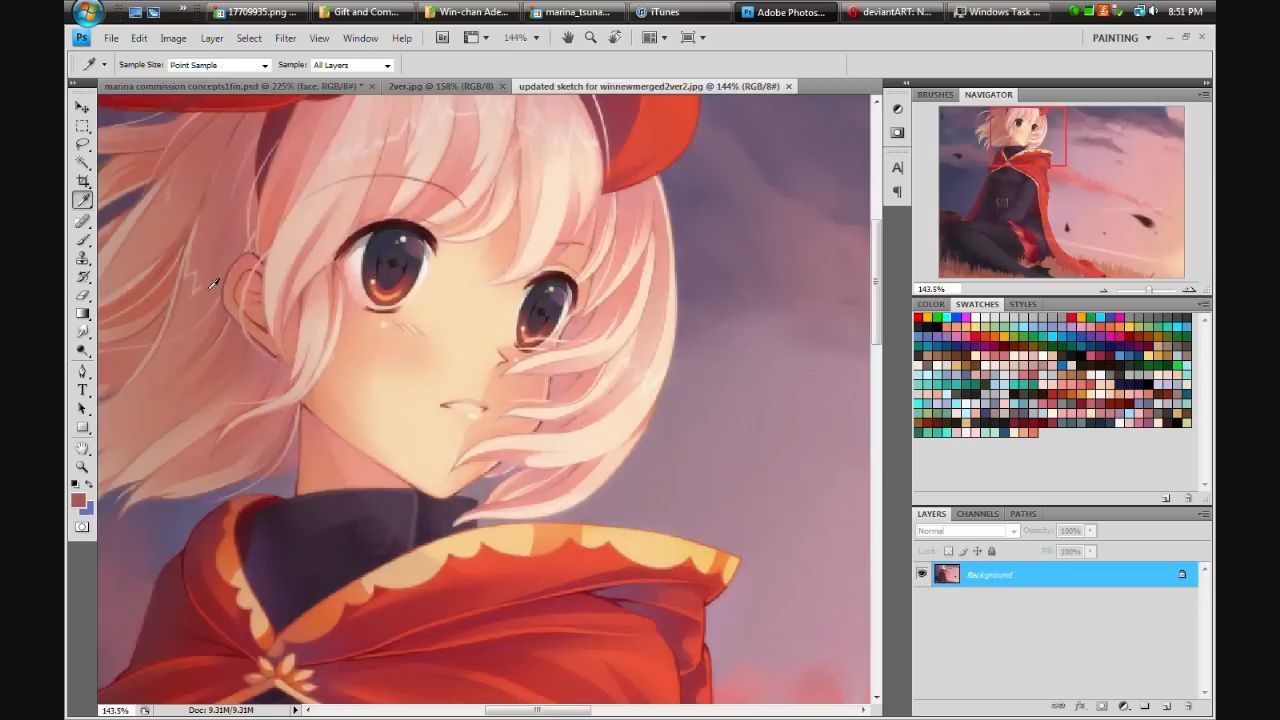 17709935.png ...
Gift and Com...
Win-chan Ade...
marina_tsuna...
iTunes
Adobe Photos...
deviantART: N...
Windows Task ...
8:51 PM
Ps
File Edit Image Layer Select Filter View Window Help
Br
144%
PAINTING
Sample Size: Point Sample
Sample: All Layers
marina commission concepts1fin.psd @ 225% (face, RGB/8) *
2ver.jpg @ 158% (RGB/8)
updated sketch for winnewmerged2ver2.jpg @ 144% (RGB/8#)
BRUSHES NAVIGATOR
143.5%
COLOR SWATCHES STYLES
LAYERS CHANNELS PATHS
Normal
Opacity: 100%
Lock:
Fill: 100%
Background
143.5%
Doc: 9.31M/9.31M